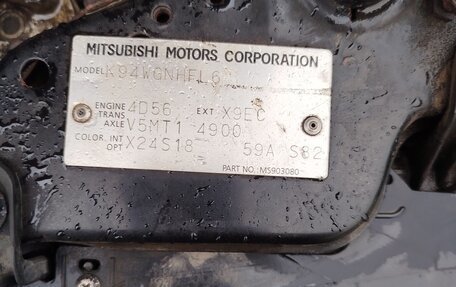 MITSUBISHI MOTORS CORPORATION
MODEL K94WGNHFL6
ENGINE 4D56 EXT X9EC
TRANS AXLE V5MT1 4900
COLOR. INT OPT X24S18 59A S82
PART NO. MS903080